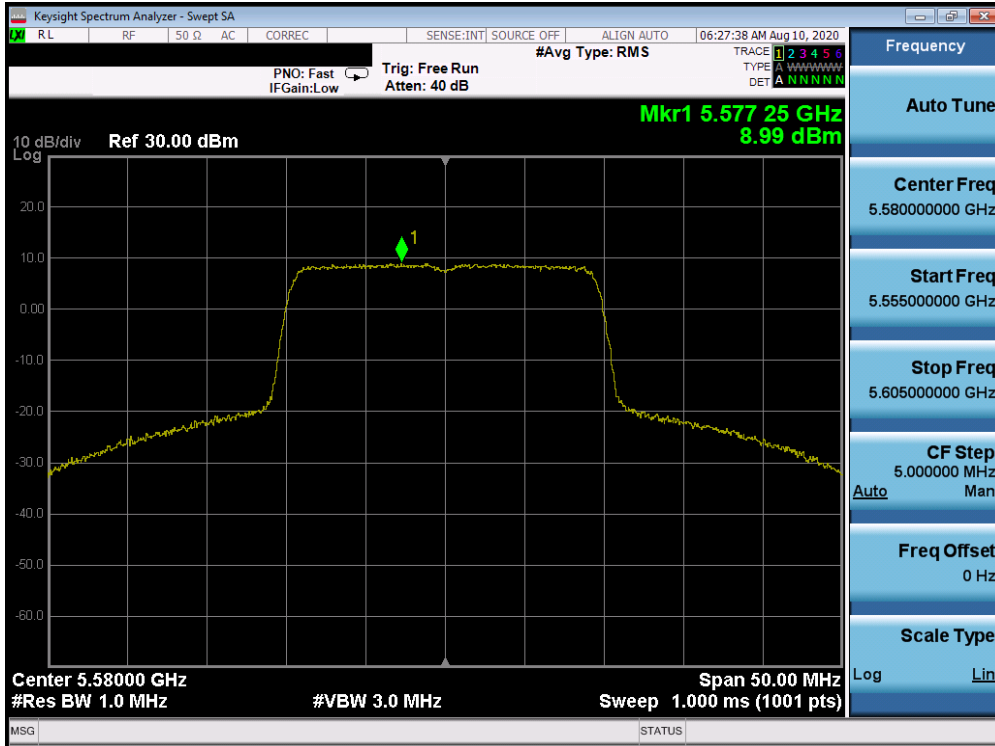 Keysight Spectrum Analyzer - Swept SA
LXI RL RF 50 Ω AC CORREC SENSE:INT SOURCE OFF ALIGN AUTO 06:27:38 AM Aug 10, 2020
#Avg Type: RMS
TRACE 1 2 3 4 5 6
TYPE A WWWWW
DET A N N N N N
PNO: Fast
IFGain:Low
Trig: Free Run
Atten: 40 dB
Mkr1 5.577 25 GHz
8.99 dBm
10 dB/div
Log
Ref 30.00 dBm
1
20.0
10.0
0.00
-10.0
-20.0
-30.0
-40.0
-50.0
-60.0
Center 5.58000 GHz
Span 50.00 MHz
#Res BW 1.0 MHz
#VBW 3.0 MHz
Sweep 1.000 ms (1001 pts)
MSG
STATUS
Frequency
Auto Tune
Center Freq
5.580000000 GHz
Start Freq
5.555000000 GHz
Stop Freq
5.605000000 GHz
CF Step
5.000000 MHz
Auto Man
Freq Offset
0 Hz
Scale Type
Log Lin